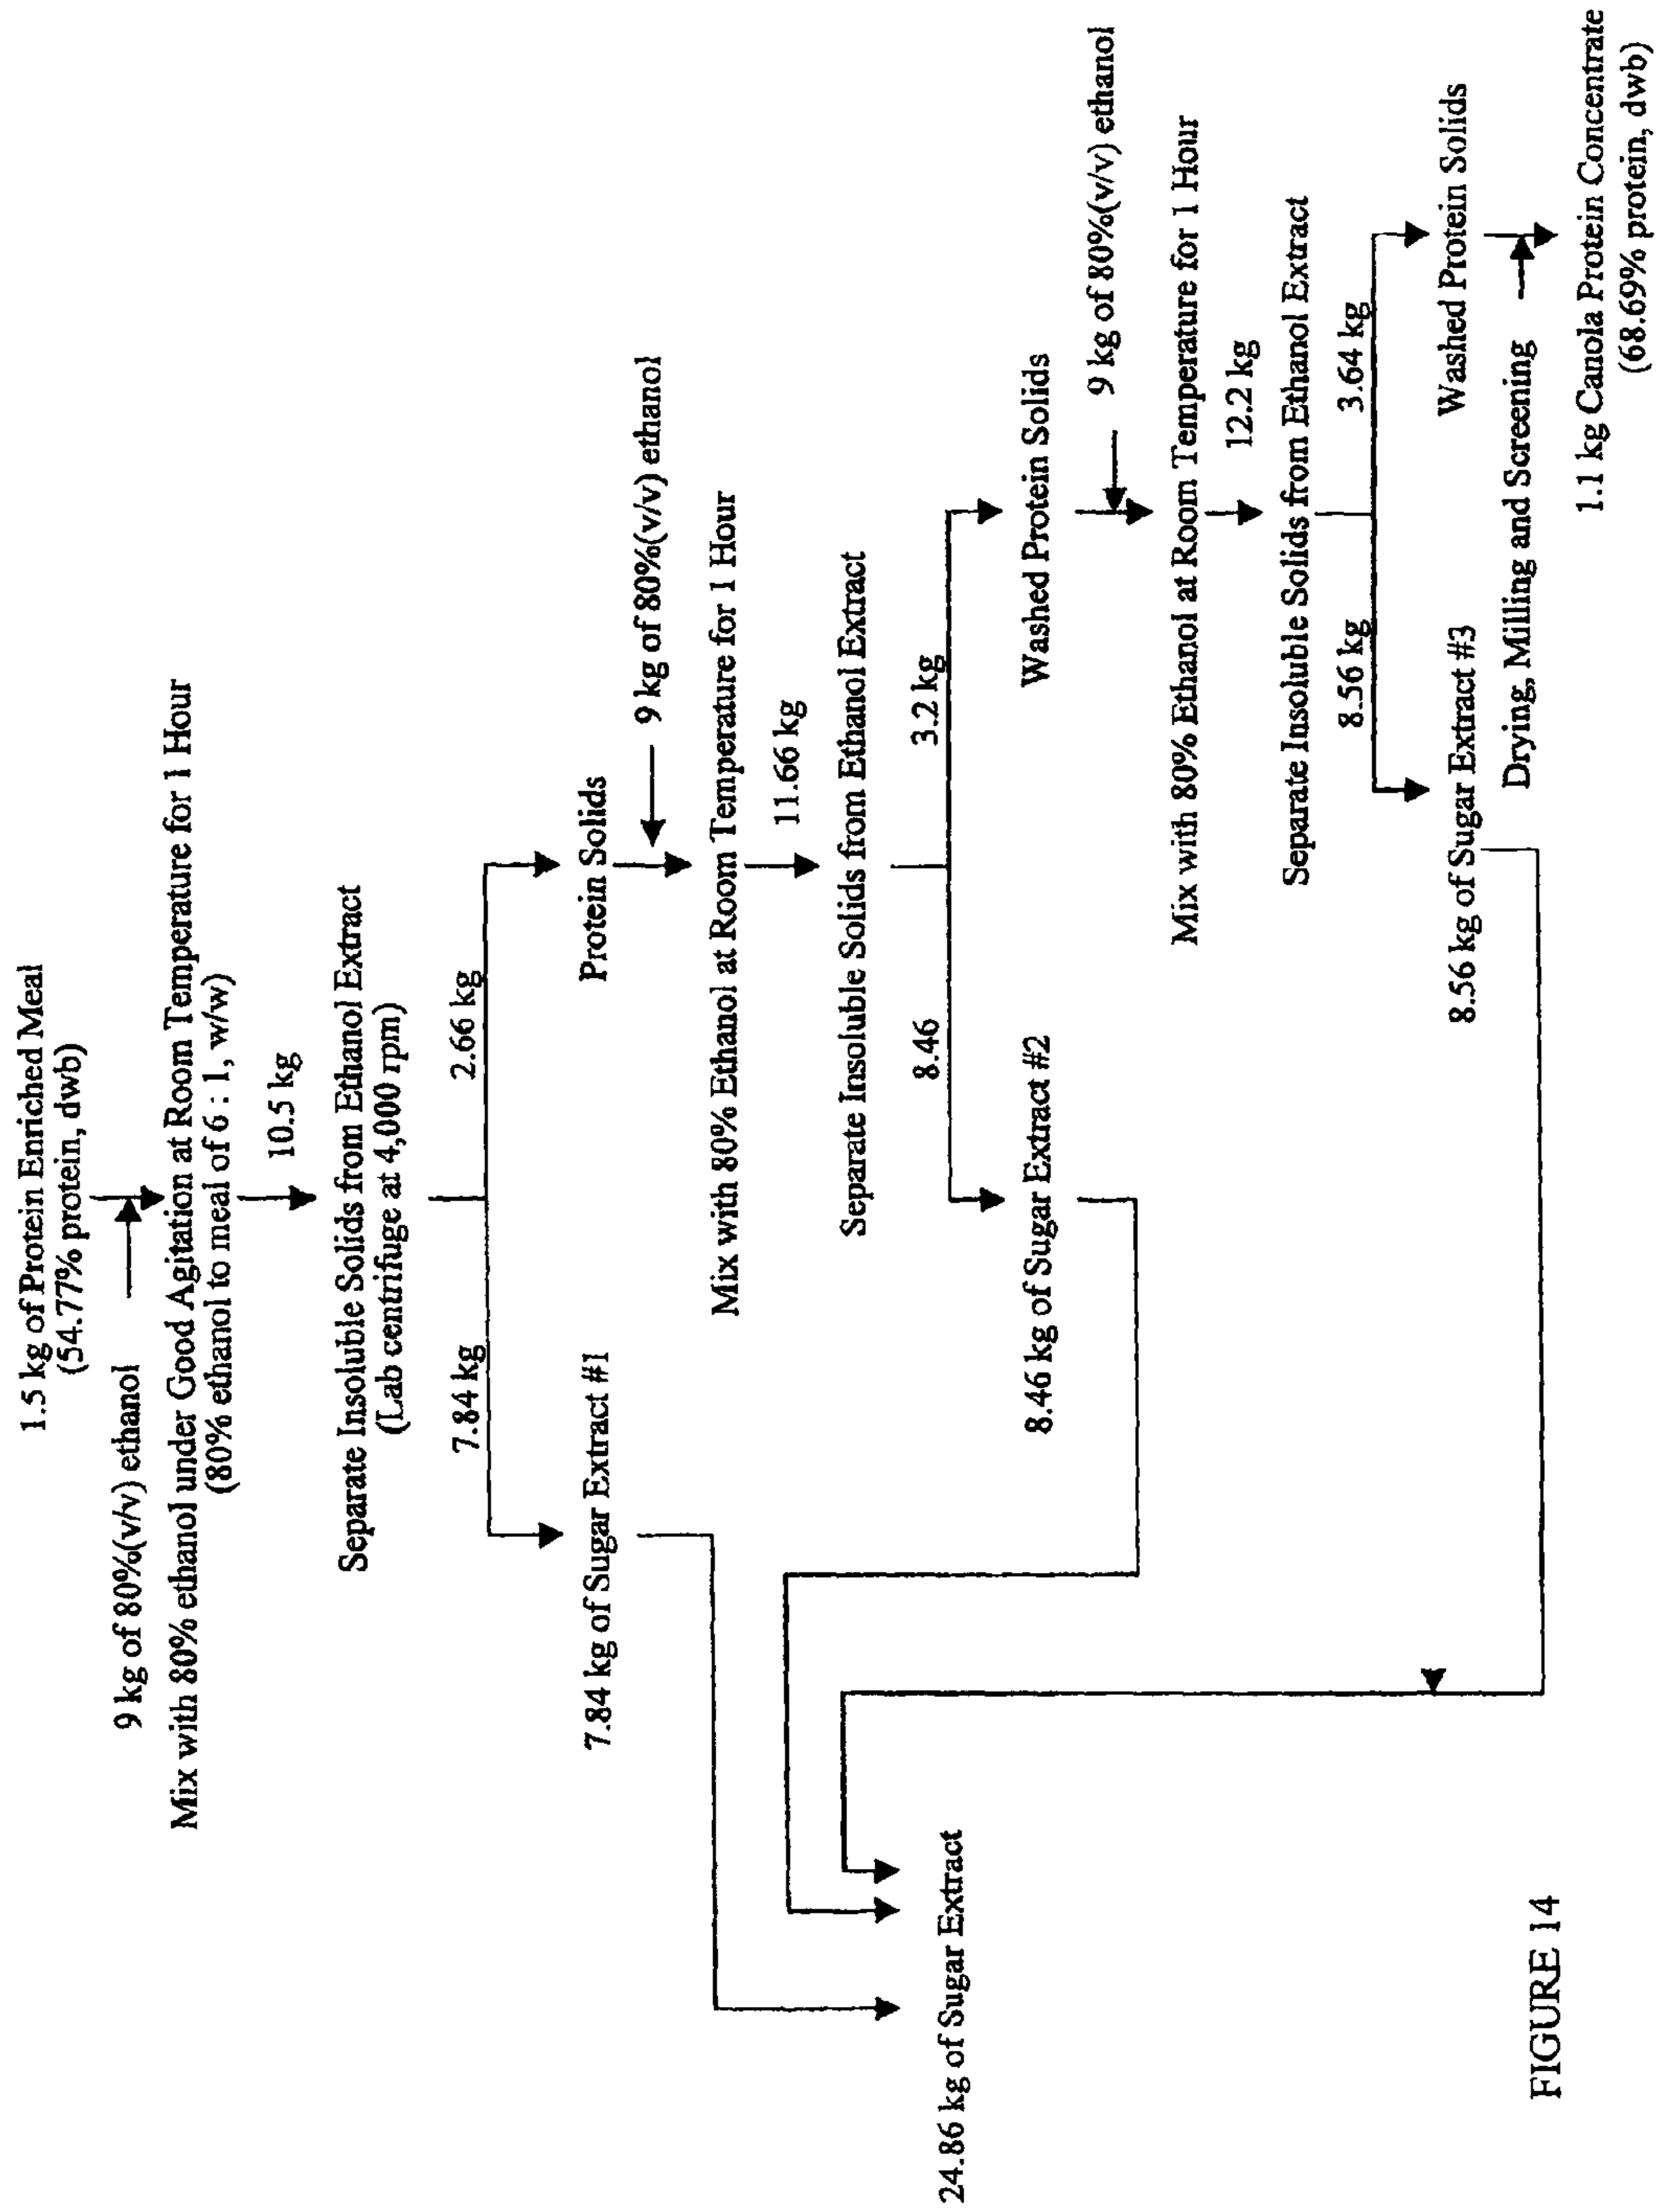 1.5 kg of Protein Enriched Meal
(54.77% protein, dwb)
9 kg of 80%(v/v) ethanol
Mix with 80% ethanol under Good Agitation at Room Temperature for 1 Hour
(80% ethanol to meal of 6 : 1, w/w)
10.5 kg
Separate Insoluble Solids from Ethanol Extract
(Lab centrifuge at 4,000 rpm)
7.84 kg
2.66 kg
7.84 kg of Sugar Extract #1
Protein Solids
9 kg of 80%(v/v) ethanol
Mix with 80% Ethanol at Room Temperature for 1 Hour
11.66 kg
Separate Insoluble Solids from Ethanol Extract
8.46
3.2 kg
24.86 kg of Sugar Extract
8.46 kg of Sugar Extract #2
Washed Protein Solids
9 kg of 80%(v/v) ethanol
Mix with 80% Ethanol at Room Temperature for 1 Hour
12.2 kg
Separate Insoluble Solids from Ethanol Extract
8.56 kg
3.64 kg
8.56 kg of Sugar Extract #3
Washed Protein Solids
Drying, Milling and Screening
1.1 kg Canola Protein Concentrate
(68.69% protein, dwb)
FIGURE 14